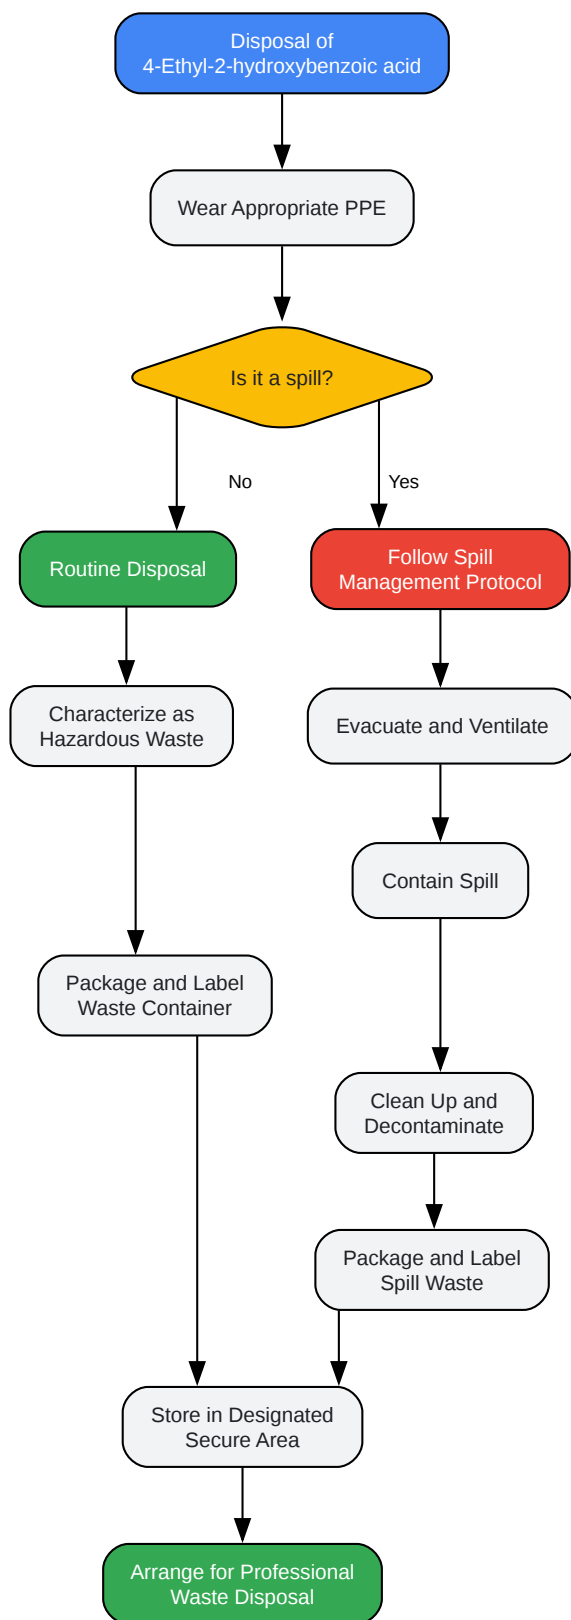 Disposal of
4-Ethyl-2-hydroxybenzoic acid
Wear Appropriate PPE
Is it a spill?
No
Yes
Routine Disposal
Follow Spill
Management Protocol
Characterize as
Hazardous Waste
Evacuate and Ventilate
Contain Spill
Package and Label
Waste Container
Clean Up and
Decontaminate
Package and Label
Spill Waste
Store in Designated
Secure Area
Arrange for Professional
Waste Disposal